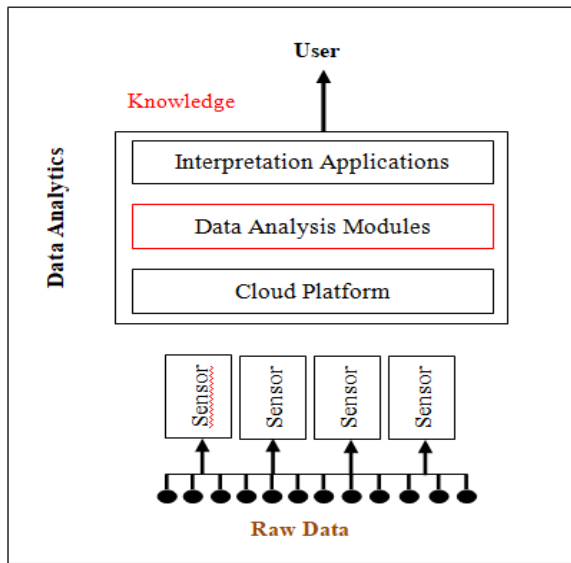 User
Knowledge
Data Analytics
Interpretation Applications
Data Analysis Modules
Cloud Platform
Sensor
Sensor
Sensor
Sensor
Raw Data